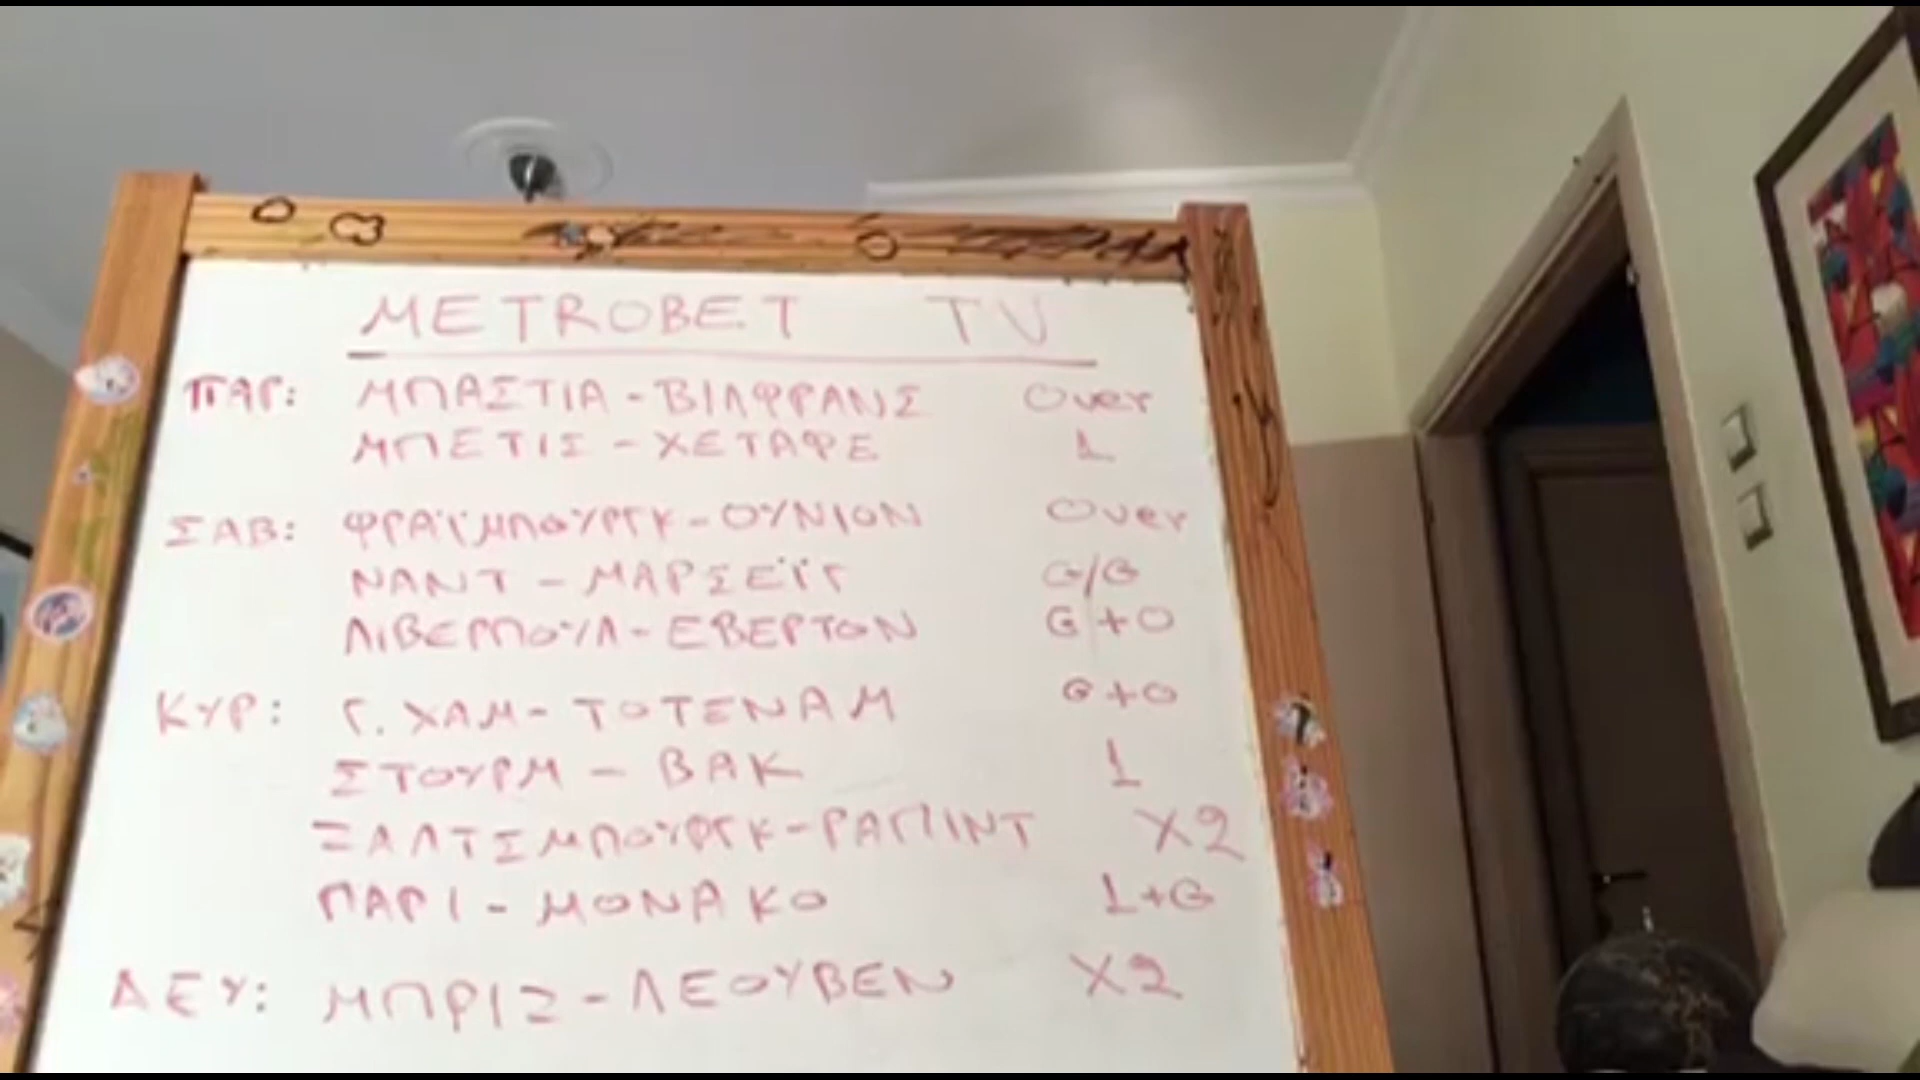 METROBET TV
ΠΑΡ: ΜΠΑΣΤΙΑ - ΒΙΛΦΡΑΝΣ Over
ΜΠΕΤΙΣ - ΧΕΤΑΦΕ 1
ΣΑΒ: ΦΡΑΪΜΠΟΥΡΓΚ - ΟΥΝΙΟΝ Over
ΝΑΝΤ - ΜΑΡΣΕΪΓ G/G
ΛΙΒΕΡΠΟΥΛ - ΕΒΕΡΤΟΝ G+O
ΚΥΡ: Γ. ΧΑΜ - ΤΟΤΕΝΑΜ G+O
ΣΤΟΥΡΜ - ΒΑΚ 1
ΖΑΛΤΣΜΠΟΥΡΓΚ - ΡΑΠΙΝΤ X2
ΠΑΡΙ - ΜΟΝΑΚΟ 1+G
ΔΕΥ: ΜΠΡΙΖ - ΛΕΟΥΒΕΝ X2